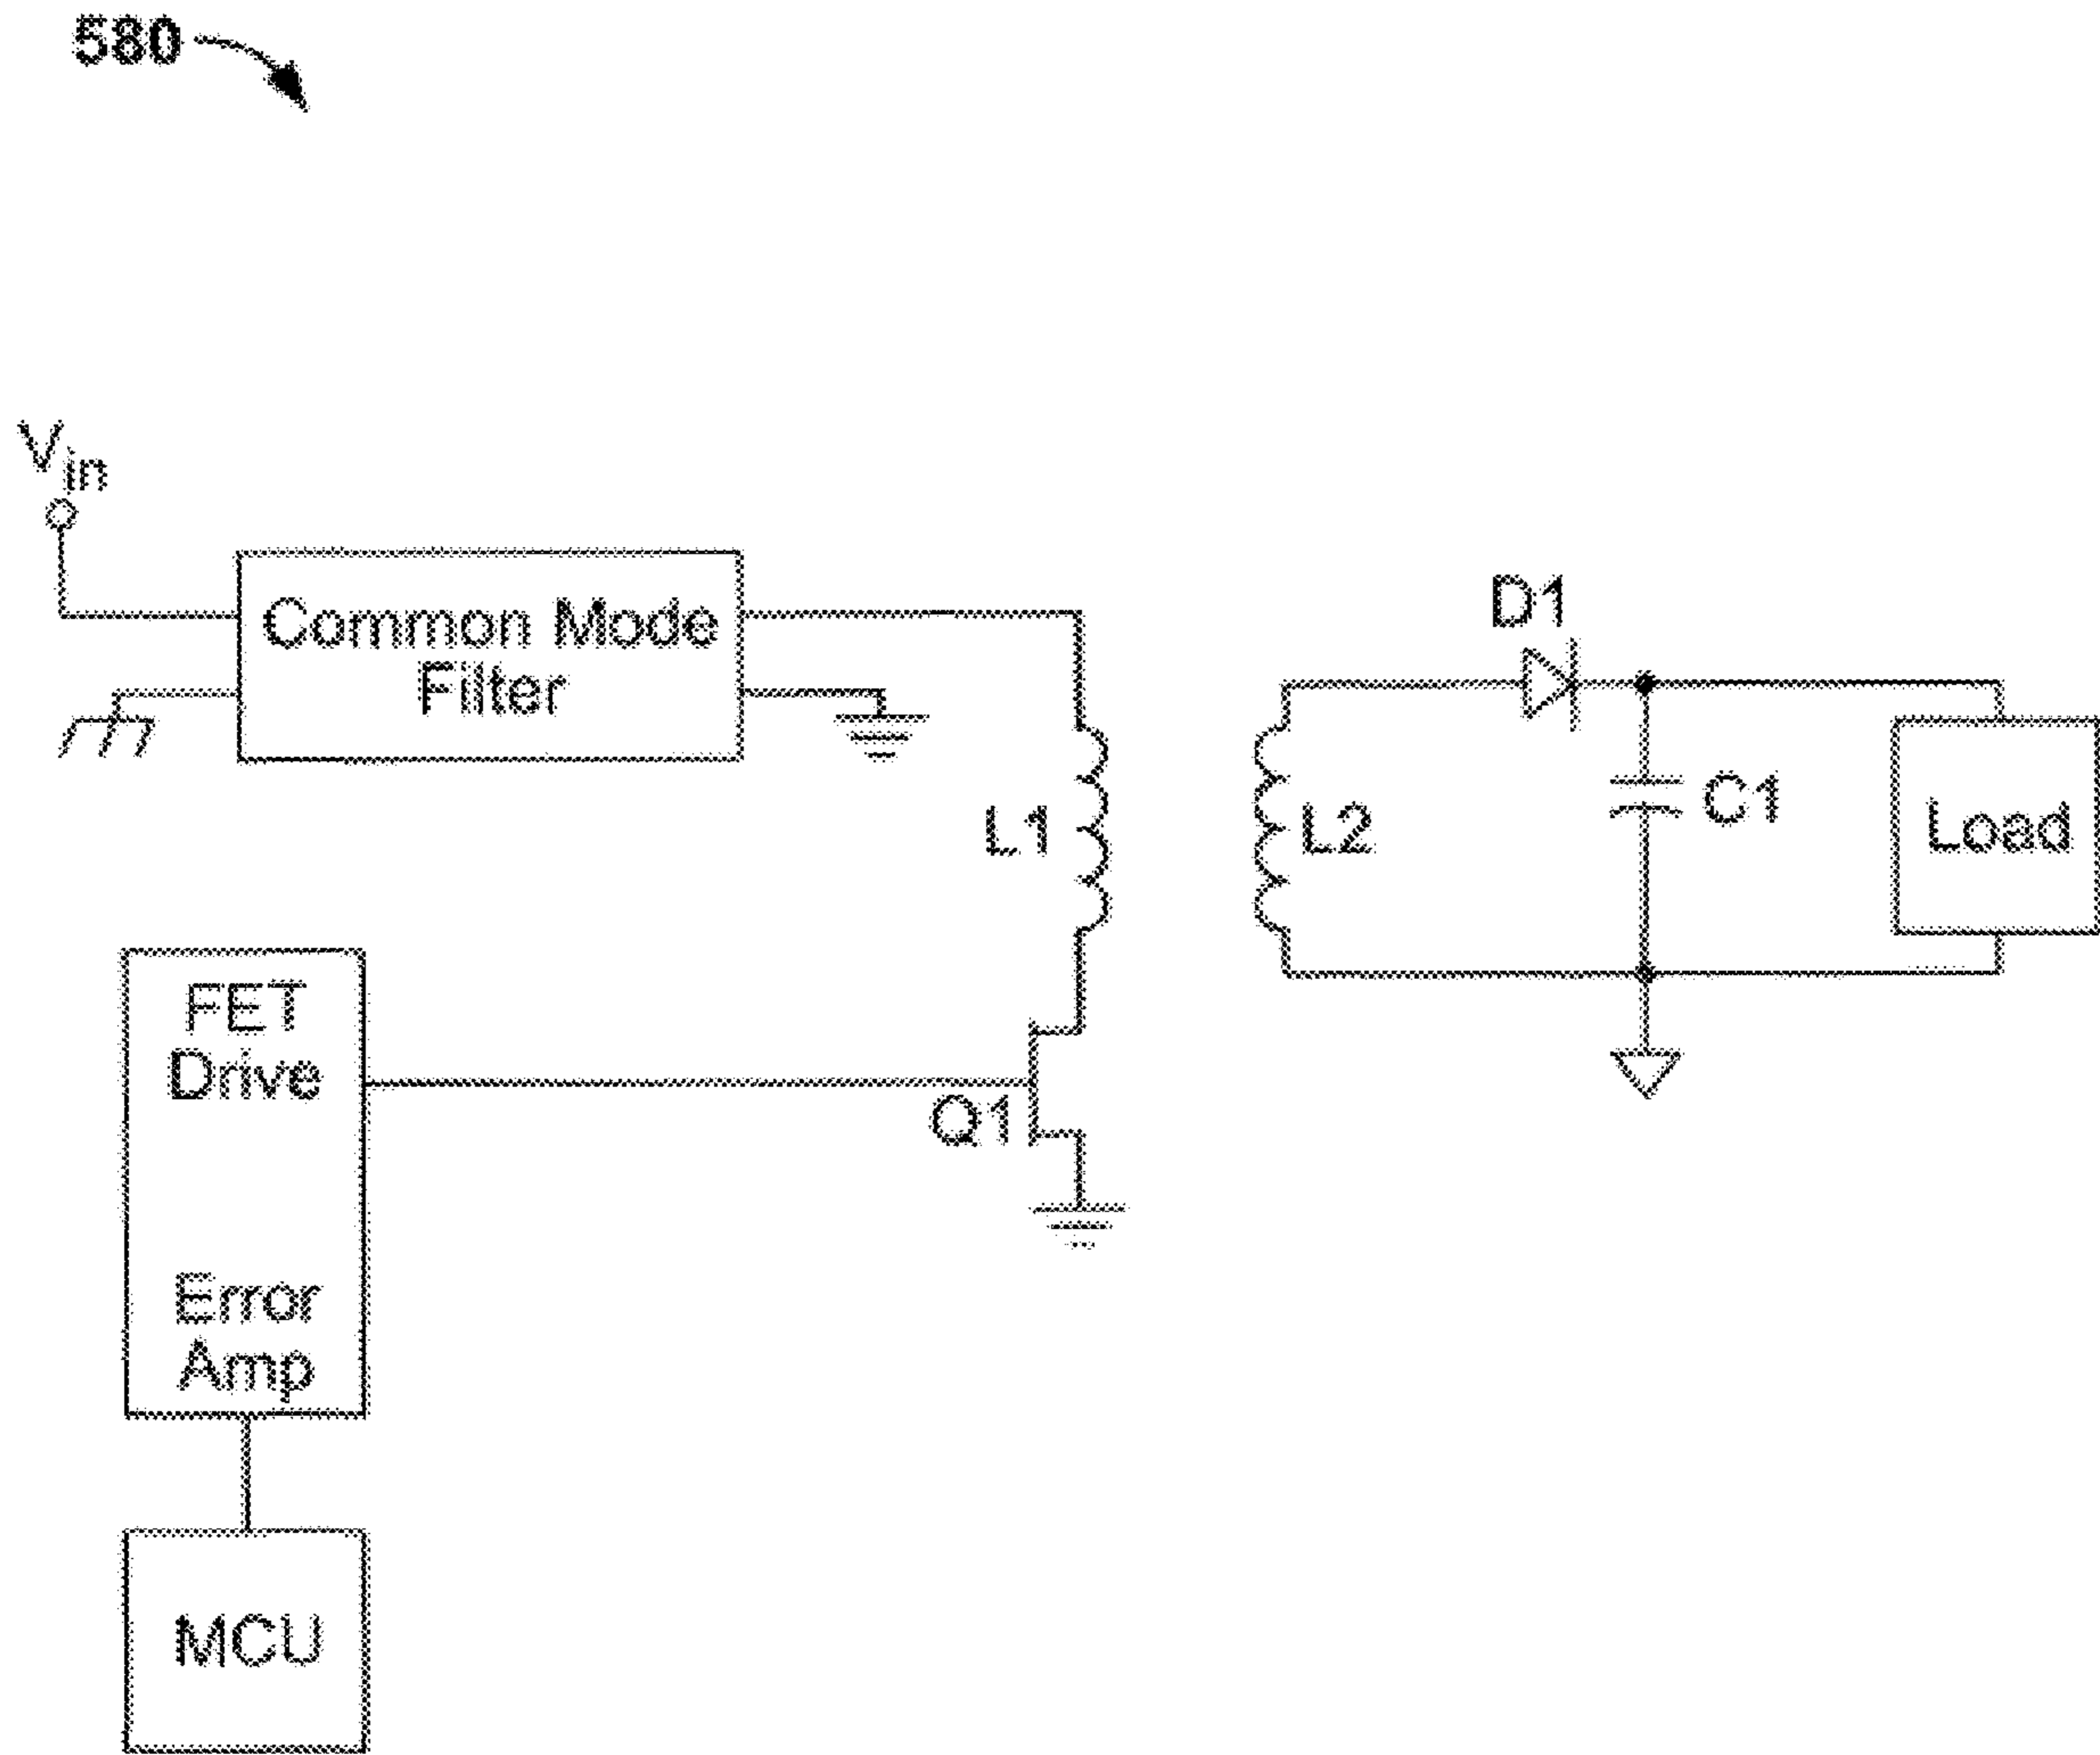 580
Vin
Common Mode
Filter
D1
L1
L2
C1
Load
FET
Drive
Q1
Error
Amp
MCU